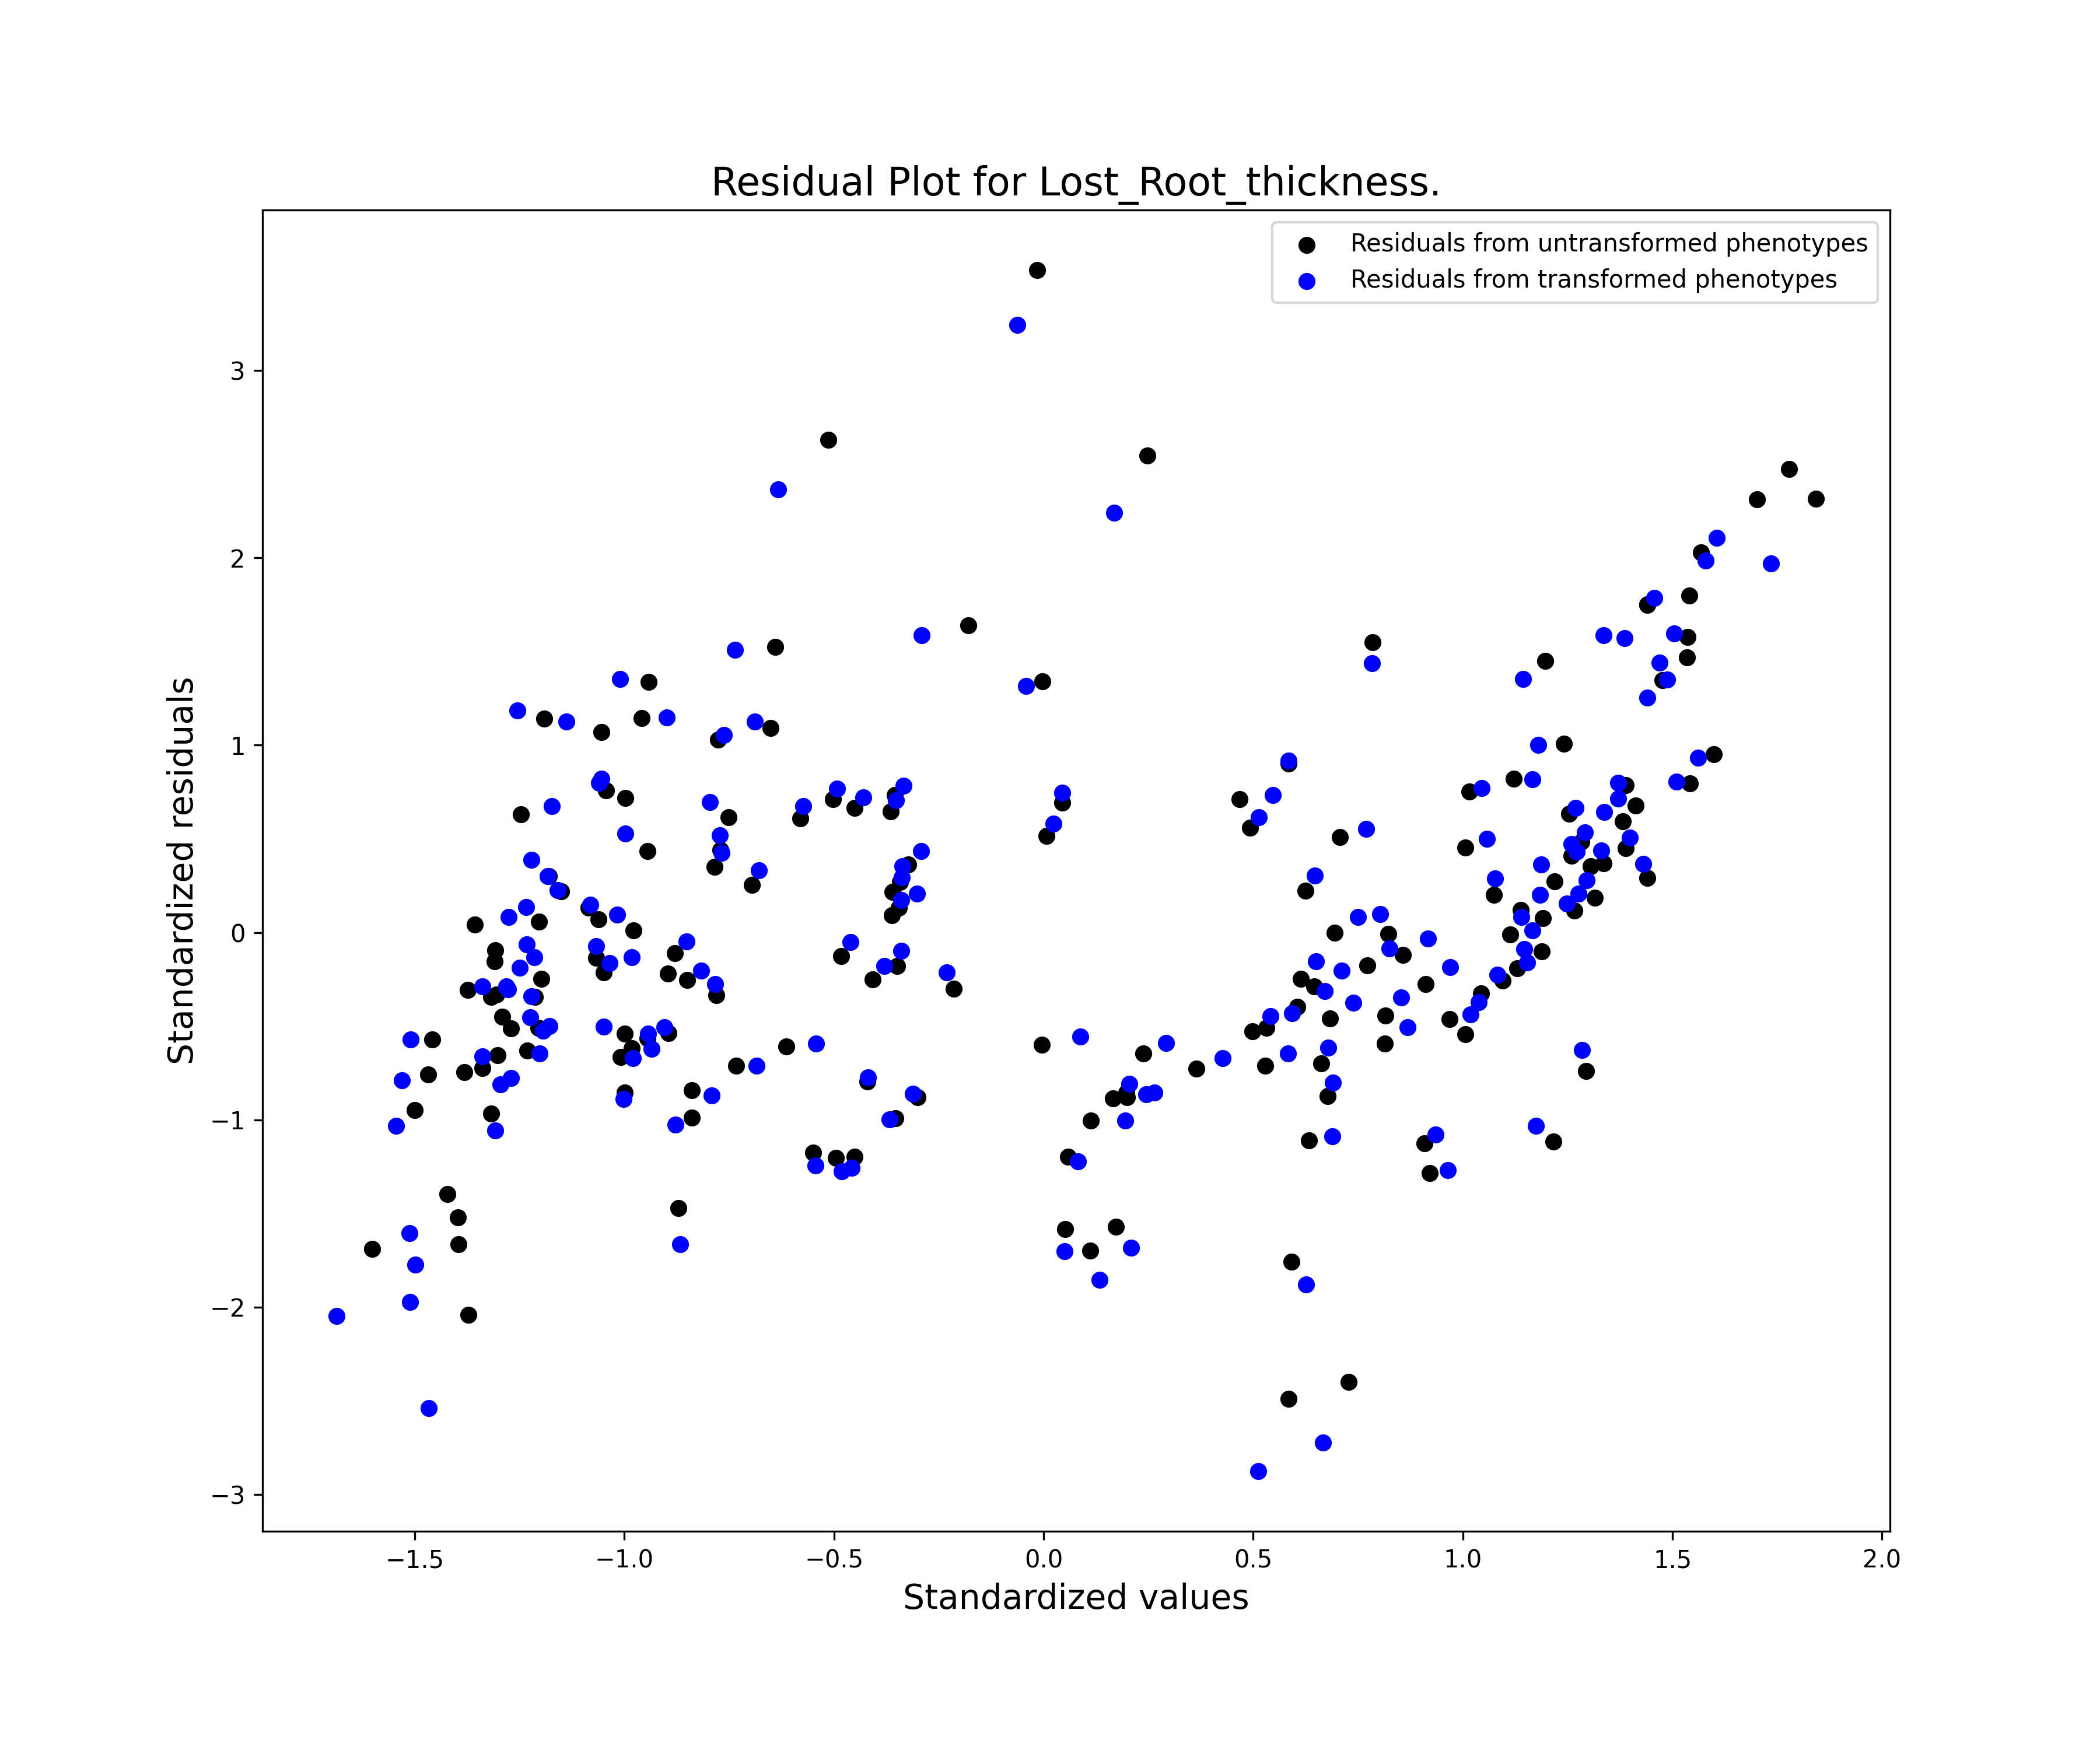 Residual Plot for Lost_Root_thickness.
Residuals from untransformed phenotypes
Residuals from transformed phenotypes
Standardized residuals
3
2
1
0
−1
−2
−3
−1.5 −1.0 −0.5 0.0 0.5 1.0 1.5 2.0
Standardized values